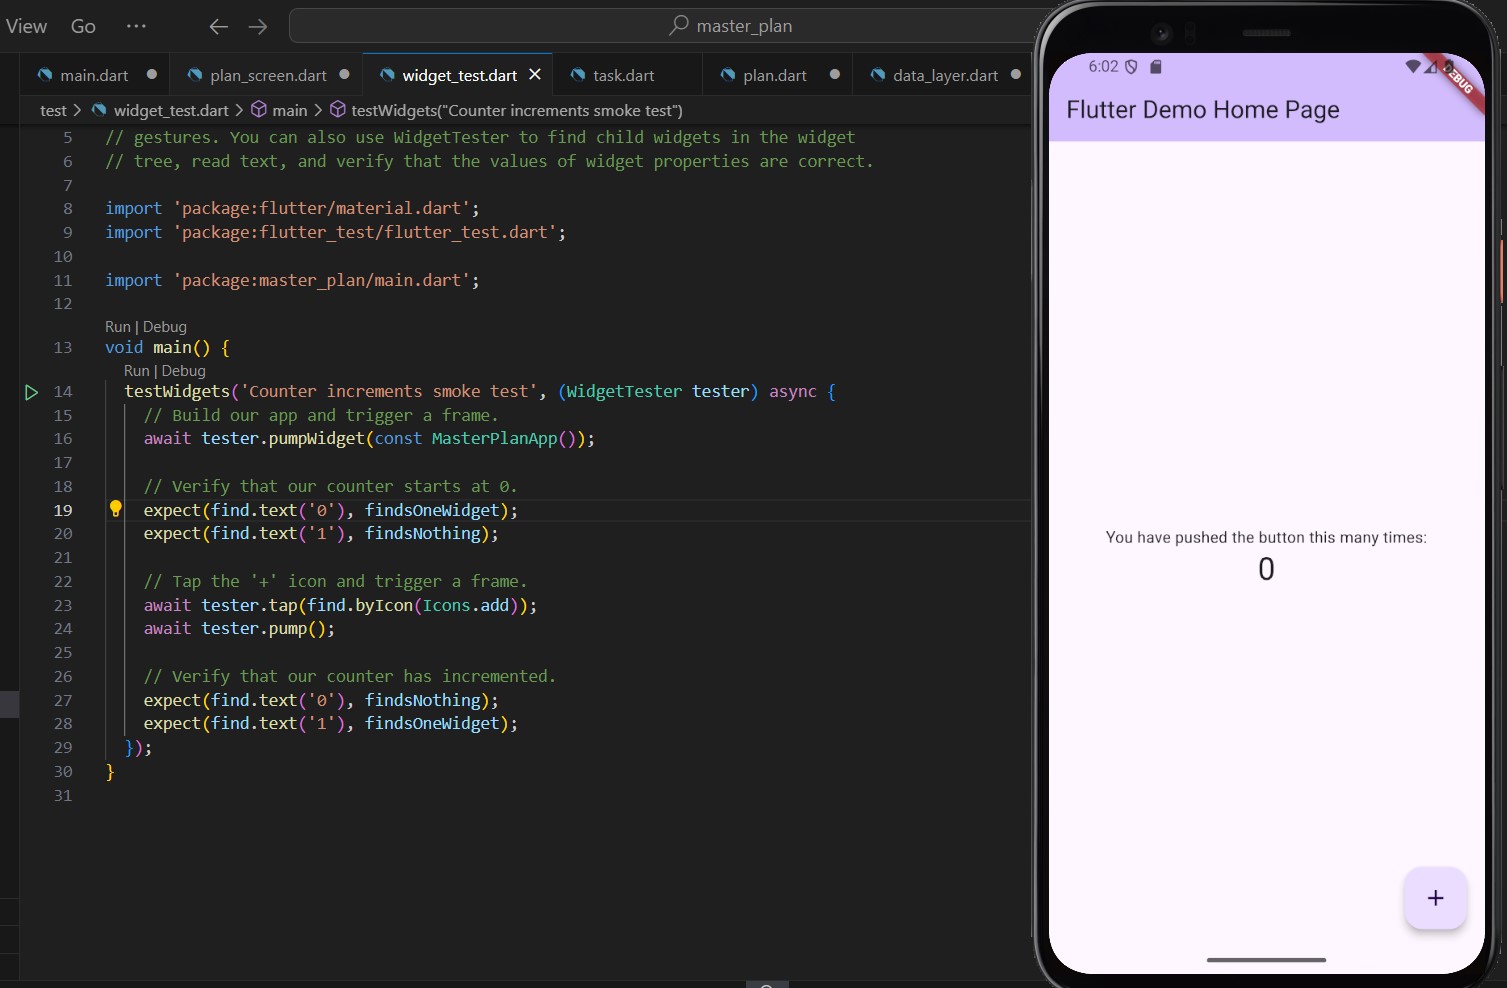 View Go ··· master_plan
main.dart plan_screen.dart widget_test.dart task.dart plan.dart data_layer.dart
test > widget_test.dart > main > testWidgets("Counter increments smoke test")
5 // gestures. You can also use WidgetTester to find child widgets in the widget
6 // tree, read text, and verify that the values of widget properties are correct.
7
8 import 'package:flutter/material.dart';
9 import 'package:flutter_test/flutter_test.dart';
10
11 import 'package:master_plan/main.dart';
12
Run | Debug
13 void main() {
Run | Debug
14 testWidgets('Counter increments smoke test', (WidgetTester tester) async {
15 // Build our app and trigger a frame.
16 await tester.pumpWidget(const MasterPlanApp());
17
18 // Verify that our counter starts at 0.
19 expect(find.text('0'), findsOneWidget);
20 expect(find.text('1'), findsNothing);
21
22 // Tap the '+' icon and trigger a frame.
23 await tester.tap(find.byIcon(Icons.add));
24 await tester.pump();
25
26 // Verify that our counter has incremented.
27 expect(find.text('0'), findsNothing);
28 expect(find.text('1'), findsOneWidget);
29 });
30 }
31
6:02
DEBUG
Flutter Demo Home Page
You have pushed the button this many times:
0
+